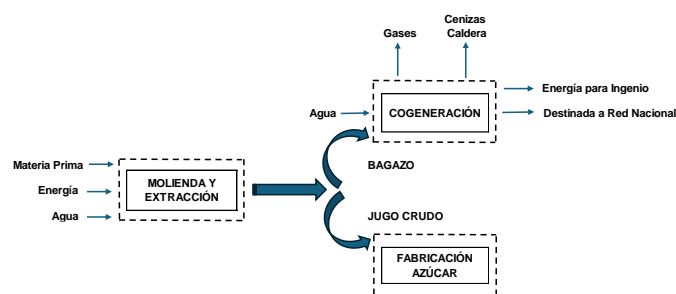 Cenizas
Caldera
Gases
Energía para Ingenio
Agua
COGENERACIÓN
Destinada a Red Nacional
BAGAZO
Materia Prima
Energía
Agua
MOLIENDA Y
EXTRACCIÓN
JUGO CRUDO
FABRICACIÓN
AZÚCAR